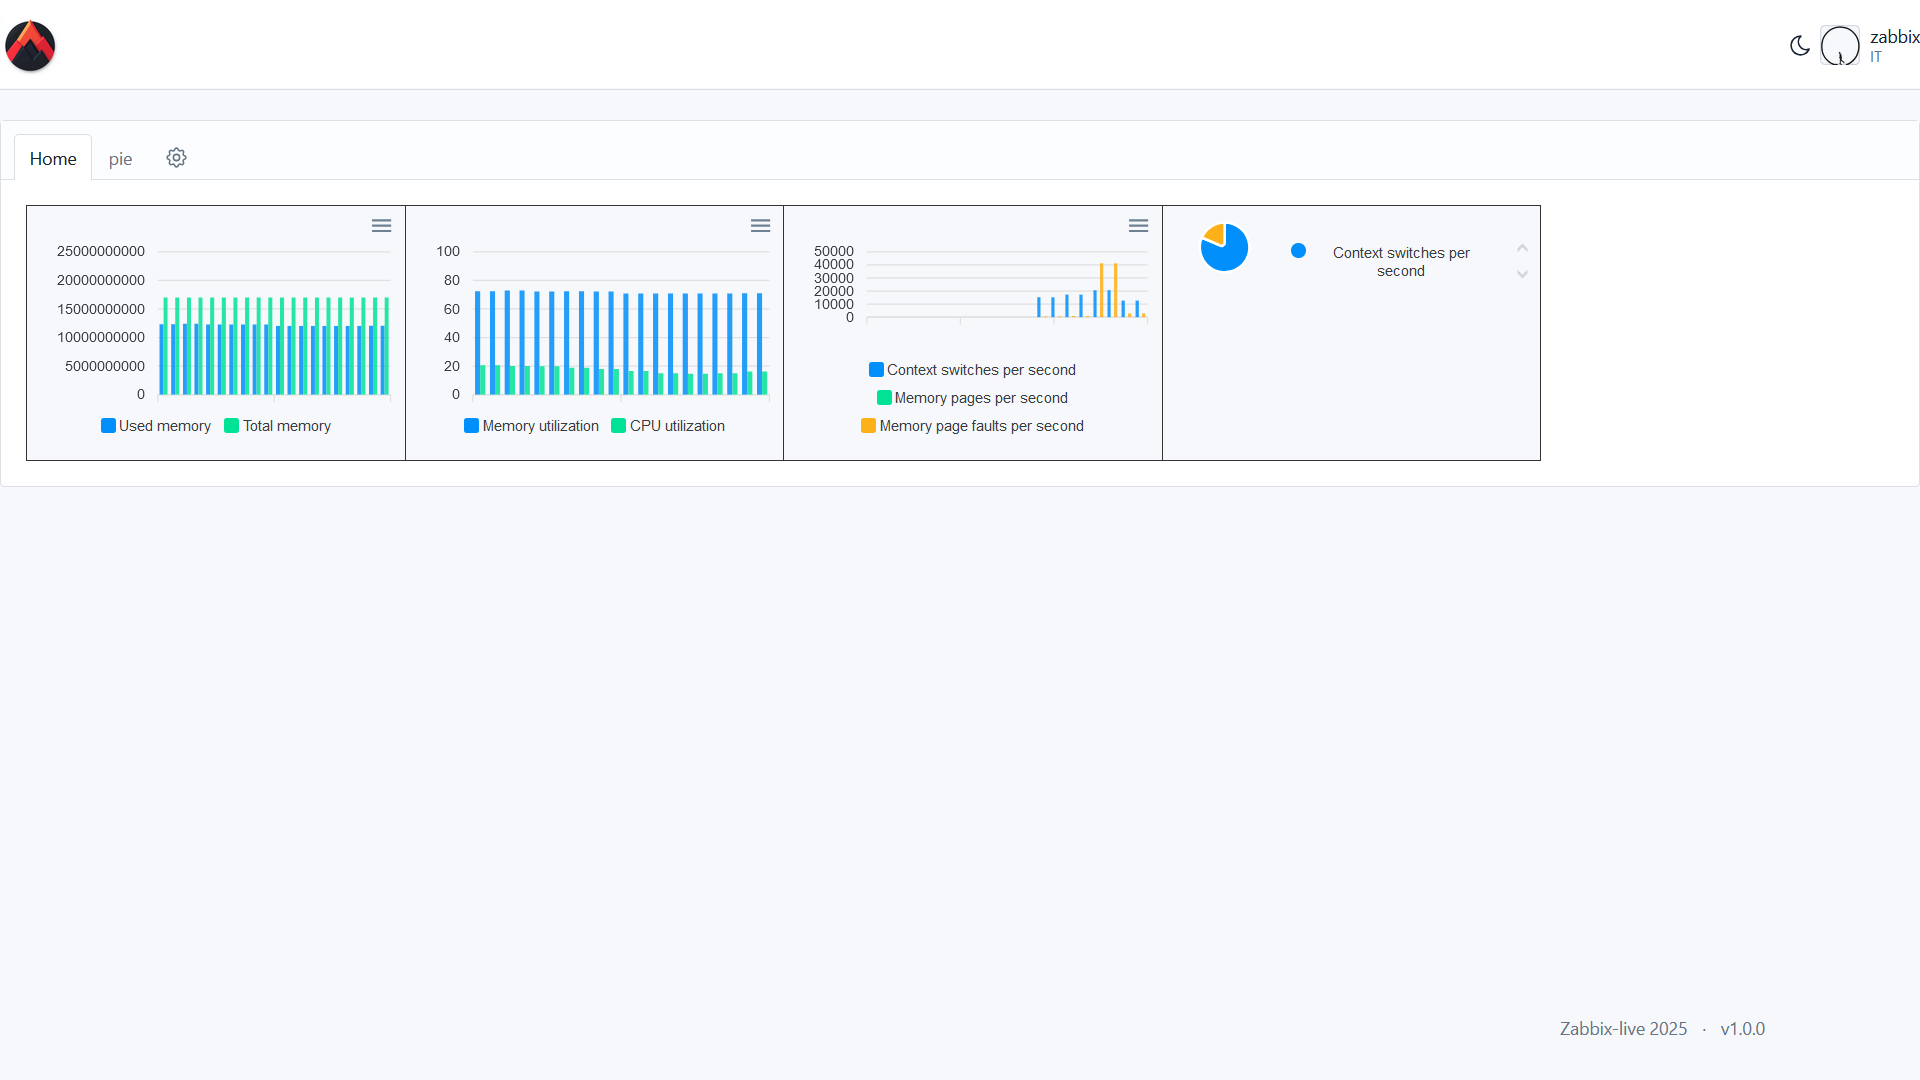 zabbix
IT
Home
pie
25000000000
20000000000
15000000000
10000000000
5000000000
0
Used memory
Total memory
100
80
60
40
20
0
Memory utilization
CPU utilization
50000
40000
30000
20000
10000
0
Context switches per second
Memory pages per second
Memory page faults per second
Context switches per
second
Zabbix-live 2025 · v1.0.0